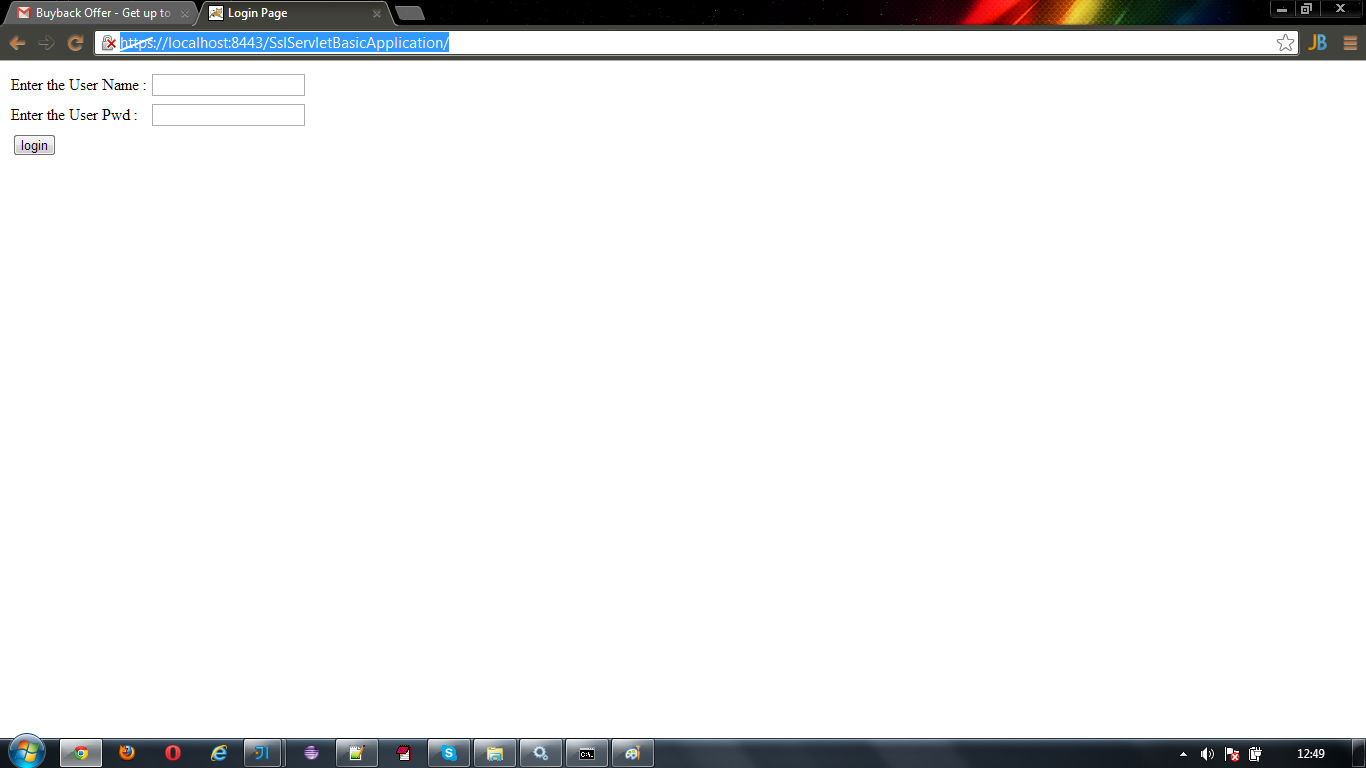 Buyback Offer - Get up to
Login Page
https://localhost:8443/SslServletBasicApplication/
JB
Enter the User Name :
Enter the User Pwd :
login
C:\.
12:49